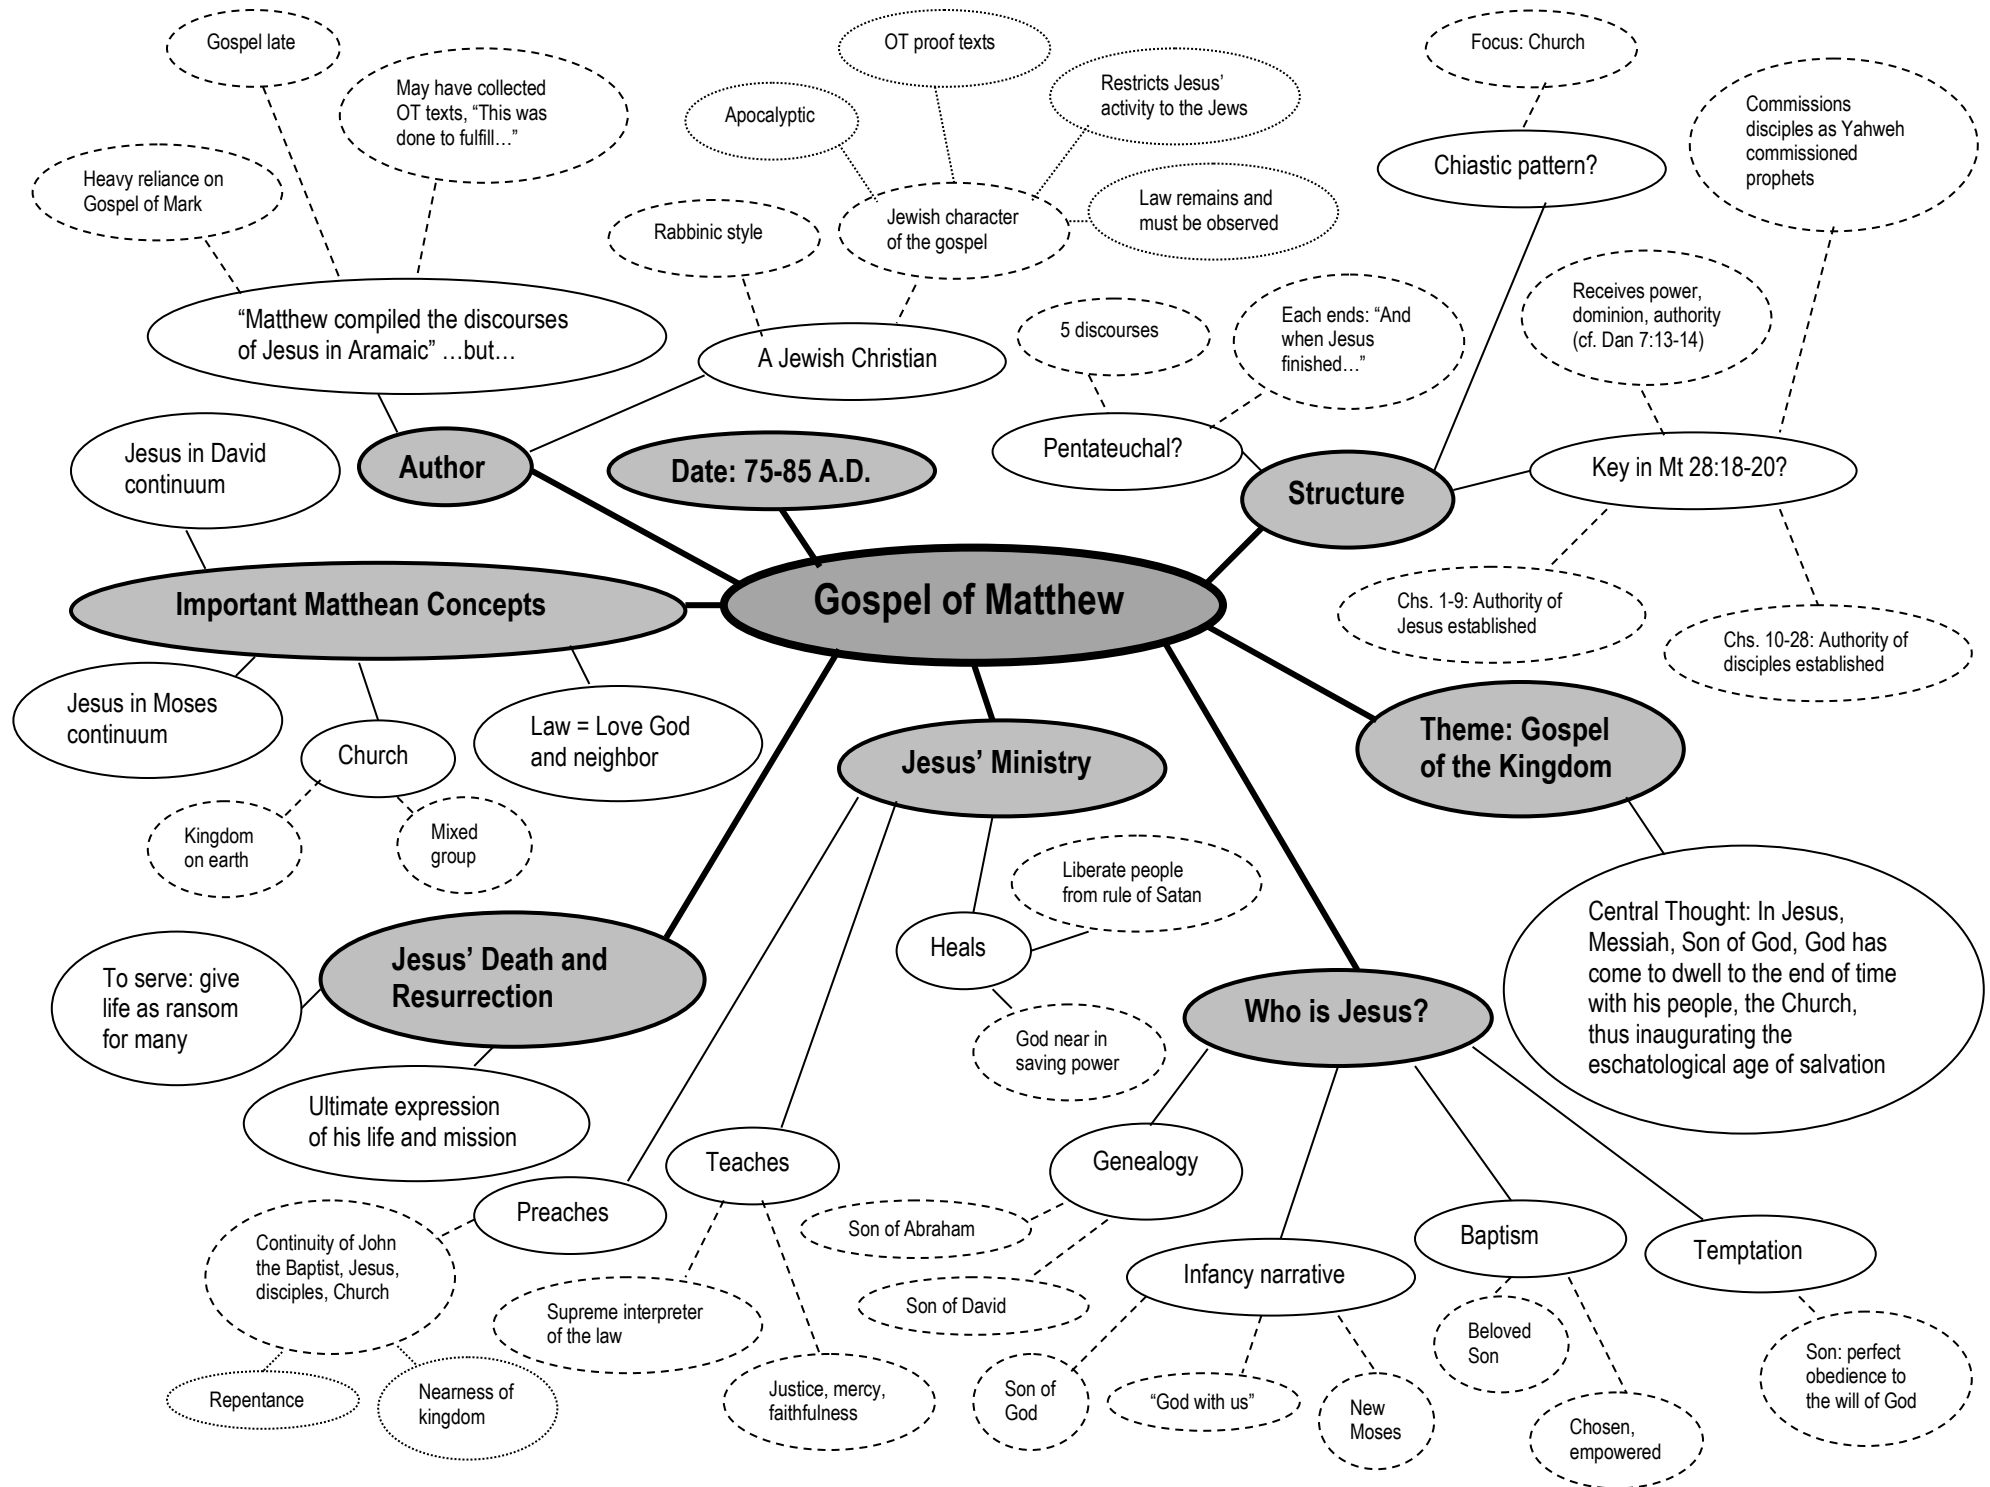 Gospel late
OT proof texts
Focus: Church
May have collected
OT texts, “This was
done to fulfill…”
Restricts Jesus’
activity to the Jews
Apocalyptic
Commissions
disciples as Yahweh
commissioned
prophets
Chiastic pattern?
Heavy reliance on
Gospel of Mark
Rabbinic style
Jewish character
of the gospel
Law remains and
must be observed
“Matthew compiled the discourses
of Jesus in Aramaic” …but…
A Jewish Christian
5 discourses
Each ends: “And
when Jesus
finished…”
Receives power,
dominion, authority
(cf. Dan 7:13-14)
Jesus in David
continuum
Author
Date: 75-85 A.D.
Pentateuchal?
Structure
Key in Mt 28:18-20?
Important Matthean Concepts
Gospel of Matthew
Chs. 1-9: Authority of
Jesus established
Chs. 10-28: Authority of
disciples established
Jesus in Moses
continuum
Church
Law = Love God
and neighbor
Jesus’ Ministry
Theme: Gospel
of the Kingdom
Kingdom
on earth
Mixed
group
Liberate people
from rule of Satan
Heals
Central Thought: In Jesus,
Messiah, Son of God, God has
come to dwell to the end of time
with his people, the Church,
thus inaugurating the
eschatological age of salvation
To serve: give
life as ransom
for many
Jesus’ Death and
Resurrection
Who is Jesus?
God near in
saving power
Ultimate expression
of his life and mission
Teaches
Genealogy
Preaches
Continuity of John
the Baptist, Jesus,
disciples, Church
Son of Abraham
Baptism
Temptation
Infancy narrative
Supreme interpreter
of the law
Son of David
Beloved
Son
Son: perfect
obedience to
the will of God
Repentance
Nearness of
kingdom
Justice, mercy,
faithfulness
Son of
God
“God with us”
New
Moses
Chosen,
empowered